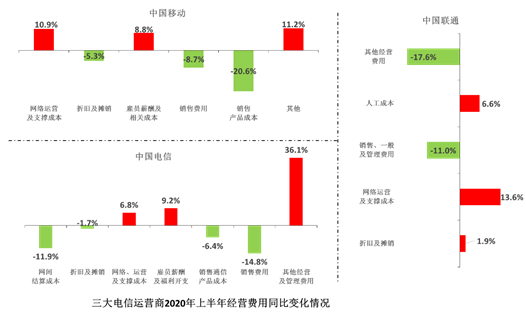 中国移动
10.9%
-5.3%
8.8%
-8.7%
-20.6%
11.2%
网络运营
及支撑成本
折旧及摊销
雇员薪酬及
相关成本
销售费用
销售
产品成本
其他
中国电信
-11.9%
-1.7%
6.8%
9.2%
-6.4%
-14.8%
36.1%
网间
结算成本
折旧及摊销
网络、运营
及支撑成本
雇员薪酬
及福利开支
销售通信
产品成本
销售费用
其他经营
及管理费用
中国联通
其他经营
费用
-17.6%
人工成本
6.6%
销售、一般
及管理费用
-11.0%
网络运营
及支撑成本
13.6%
折旧及摊销
1.9%
三大电信运营商2020年上半年经营费用同比变化情况